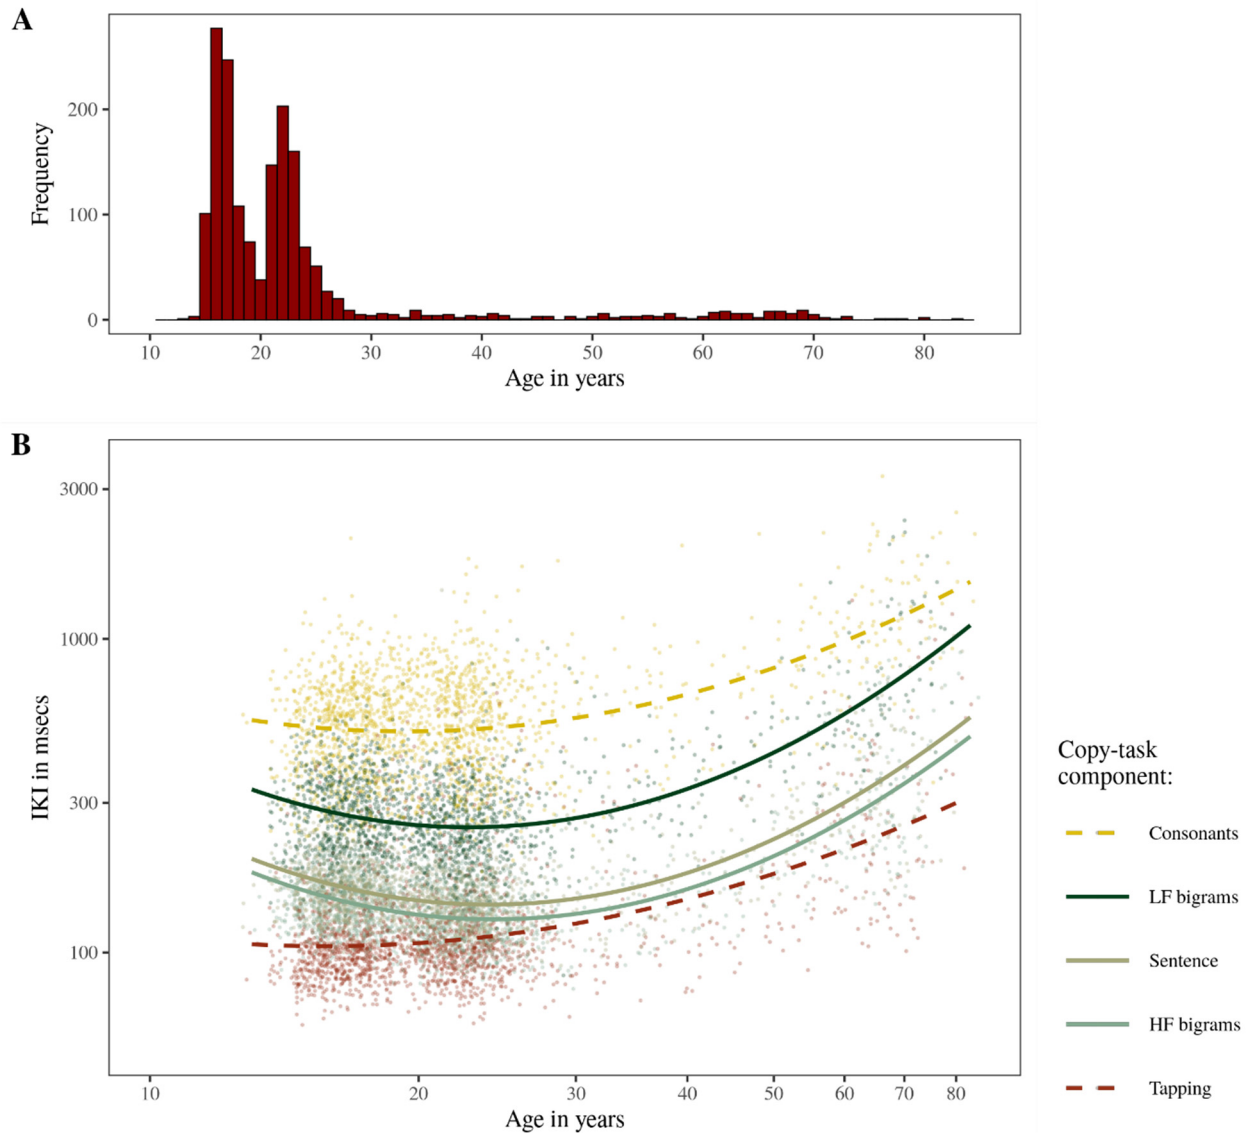 A
Frequency
200
100
0
10 20 30 40 50 60 70 80
Age in years
B
IKI in msecs
3000
1000
300
100
10 20 30 40 50 60 70 80
Age in years
Copy-task
component:
Consonants
LF bigrams
Sentence
HF bigrams
Tapping